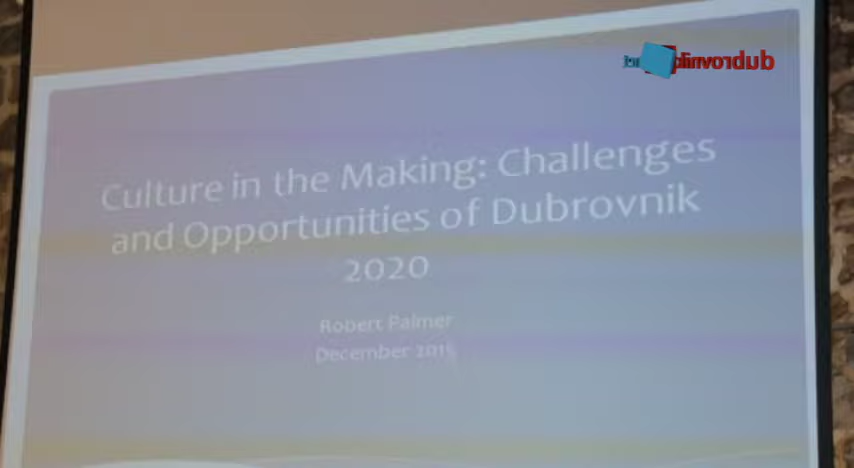 Culture in the Making: Challenges
and Opportunities of Dubrovnik
2020
Robert Palmer
December